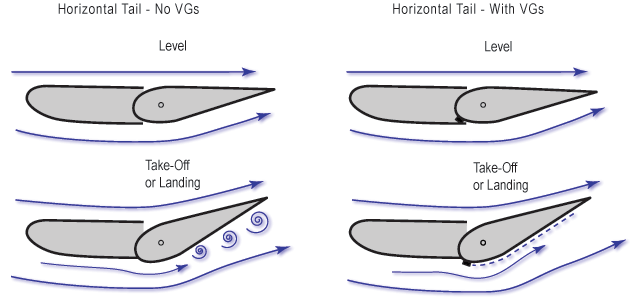 Horizontal Tail - No VGs
Horizontal Tail - With VGs
Level
Level
Take-Off
or Landing
Take-Off
or Landing